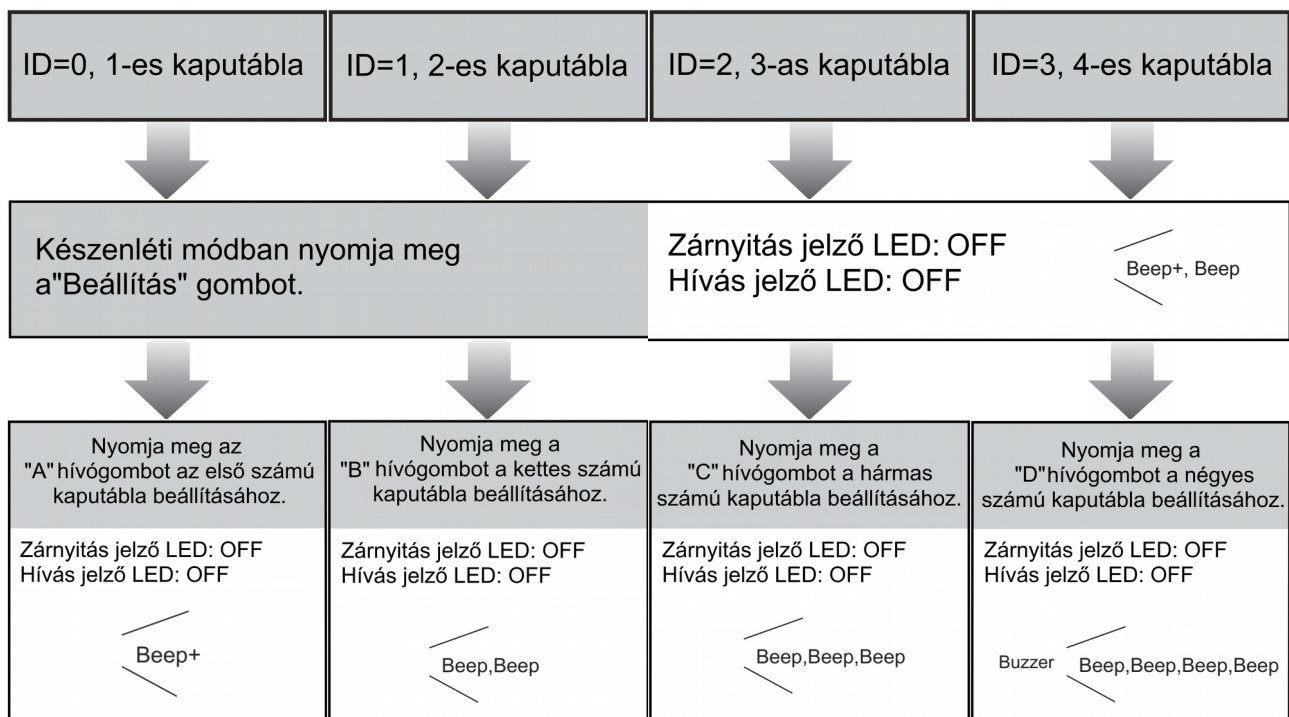 ID=0, 1-es kaputábla
ID=1, 2-es kaputábla
ID=2, 3-as kaputábla
ID=3, 4-es kaputábla
Készenléti módban nyomja meg
a"Beállítás" gombot.
Zárnyitás jelző LED: OFF
Hívás jelző LED: OFF
Beep+, Beep
Nyomja meg az
"A" hívógombot az első számú
kaputábla beállításához.
Zárnyitás jelző LED: OFF
Hívás jelző LED: OFF
Beep+
Nyomja meg a
"B" hívógombot a kettes számú
kaputábla beállításához.
Zárnyitás jelző LED: OFF
Hívás jelző LED: OFF
Beep,Beep
Nyomja meg a
"C" hívógombot a hármas
számú kaputábla beállításához.
Zárnyitás jelző LED: OFF
Hívás jelző LED: OFF
Beep,Beep,Beep
Nyomja meg a
"D" hívógombot a négyes
számú kaputábla beállításához.
Zárnyitás jelző LED: OFF
Hívás jelző LED: OFF
Buzzer
Beep,Beep,Beep,Beep